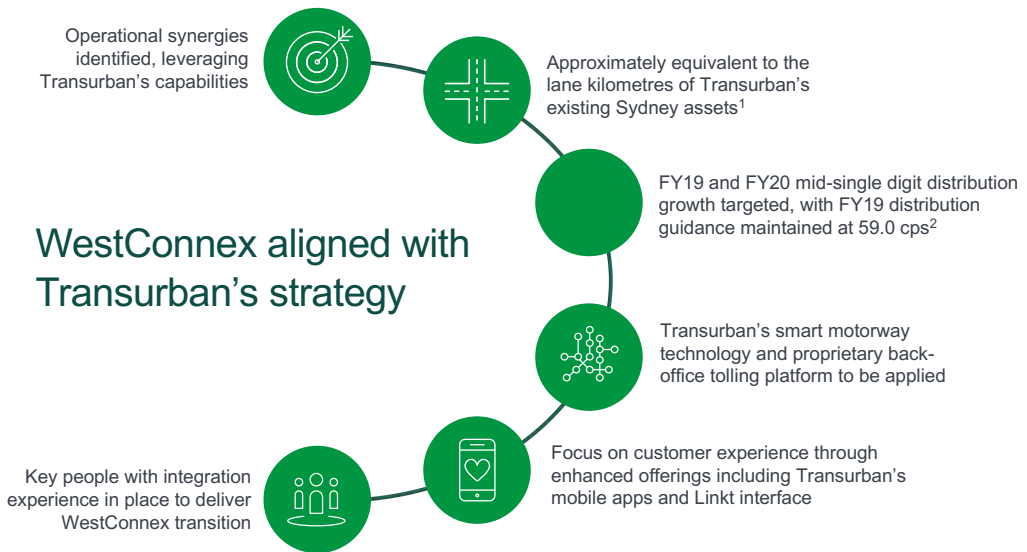 Operational synergies
identified, leveraging
Transurban's capabilities
Approximately equivalent to the
lane kilometres of Transurban's
existing Sydney assets¹
FY19 and FY20 mid-single digit distribution
growth targeted, with FY19 distribution
guidance maintained at 59.0 cps²
WestConnex aligned with
Transurban's strategy
Transurban's smart motorway
technology and proprietary back-
office tolling platform to be applied
Focus on customer experience through
enhanced offerings including Transurban's
mobile apps and Linkt interface
Key people with integration
experience in place to deliver
WestConnex transition